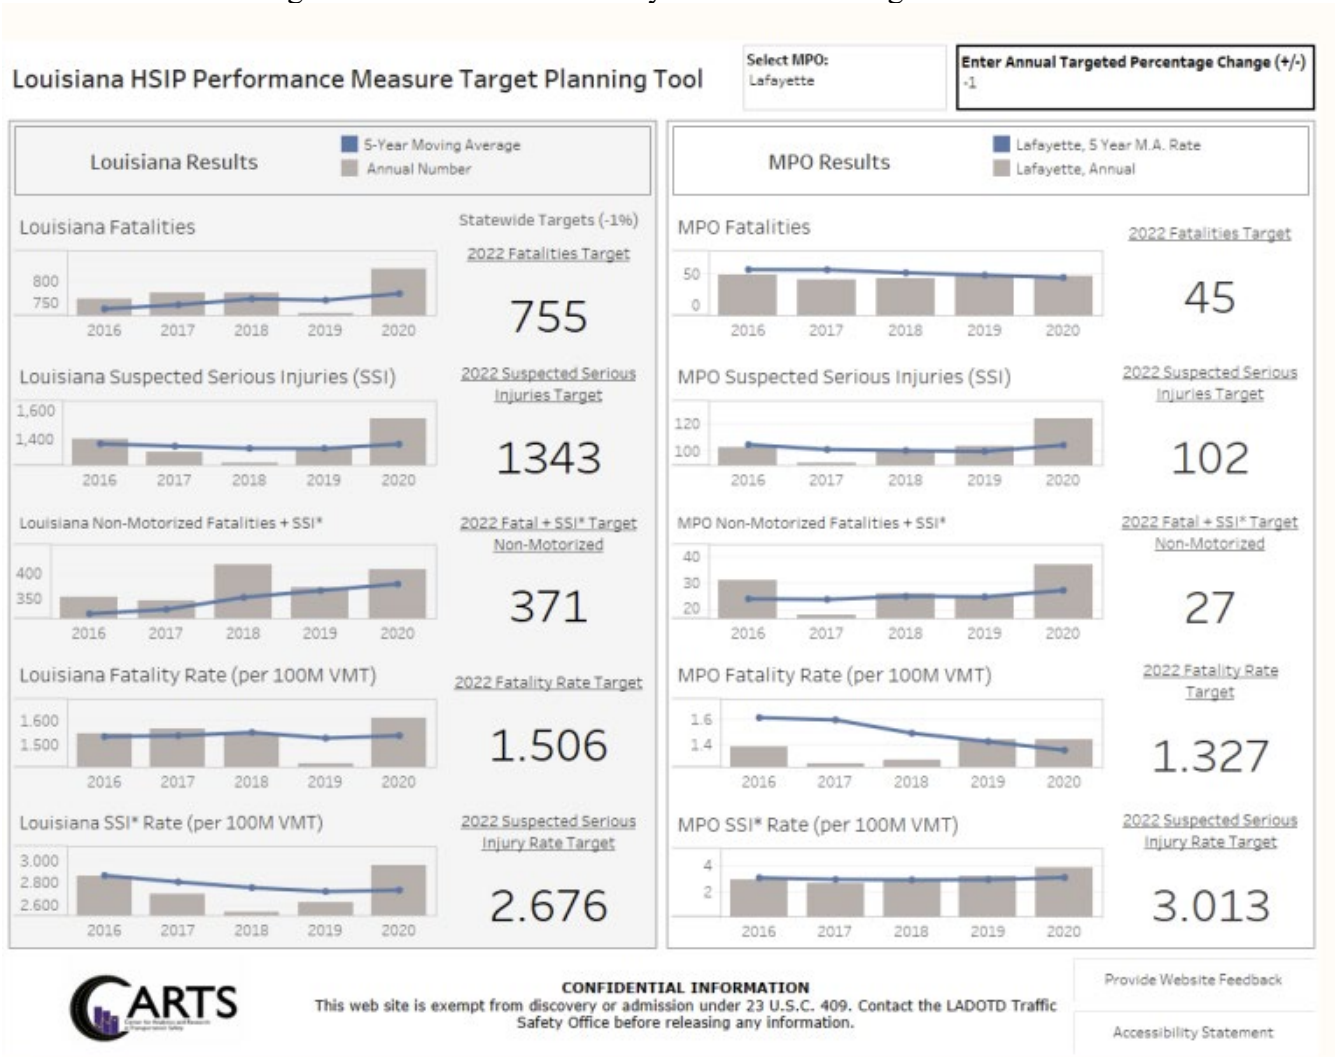 Louisiana HSIP Performance Measure Target Planning Tool
Select MPO:
Lafayette
Enter Annual Targeted Percentage Change (+/-)
-1
Louisiana Results
5-Year Moving Average
Annual Number
Louisiana Fatalities
Statewide Targets (-1%)
2022 Fatalities Target
755
800
750
2016 2017 2018 2019 2020
Louisiana Suspected Serious Injuries (SSI)
2022 Suspected Serious
Injuries Target
1343
1,600
1,400
2016 2017 2018 2019 2020
Louisiana Non-Motorized Fatalities + SSI*
2022 Fatal + SSI* Target
Non-Motorized
371
400
350
2016 2017 2018 2019 2020
Louisiana Fatality Rate (per 100M VMT)
2022 Fatality Rate Target
1.506
1.600
1.500
2016 2017 2018 2019 2020
Louisiana SSI* Rate (per 100M VMT)
2022 Suspected Serious
Injury Rate Target
2.676
3.000
2.800
2.600
2016 2017 2018 2019 2020
MPO Results
Lafayette, 5 Year M.A. Rate
Lafayette, Annual
MPO Fatalities
2022 Fatalities Target
45
50
0
2016 2017 2018 2019 2020
MPO Suspected Serious Injuries (SSI)
2022 Suspected Serious
Injuries Target
102
120
100
2016 2017 2018 2019 2020
MPO Non-Motorized Fatalities + SSI*
2022 Fatal + SSI* Target
Non-Motorized
27
40
30
20
2016 2017 2018 2019 2020
MPO Fatality Rate (per 100M VMT)
2022 Fatality Rate
Target
1.327
1.6
1.4
2016 2017 2018 2019 2020
MPO SSI* Rate (per 100M VMT)
2022 Suspected Serious
Injury Rate Target
3.013
4
2
2016 2017 2018 2019 2020
CARTS
Center for Analytics and Research
in Transportation Safety
CONFIDENTIAL INFORMATION
This web site is exempt from discovery or admission under 23 U.S.C. 409. Contact the LADOTD Traffic
Safety Office before releasing any information.
Provide Website Feedback
Accessibility Statement